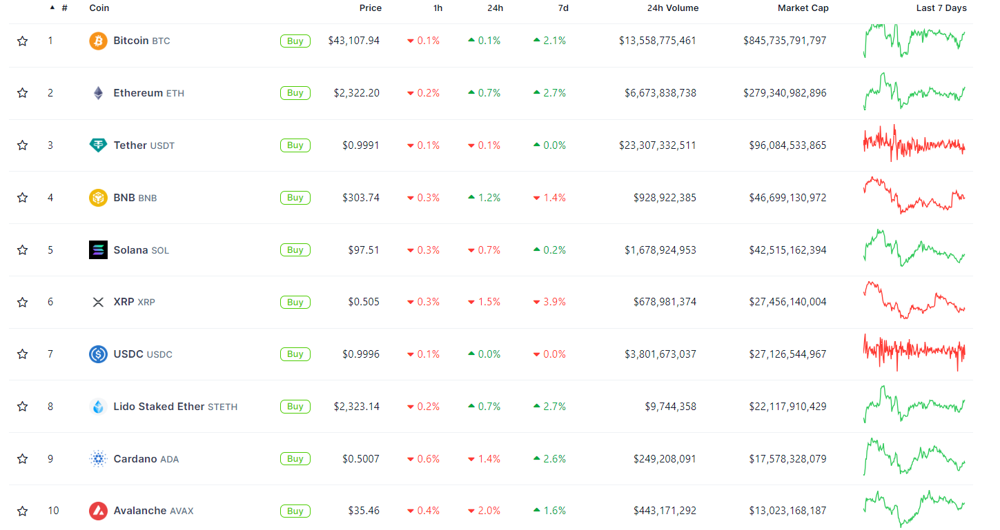 # Coin Price 1h 24h 7d 24h Volume Market Cap Last 7 Days
1 Bitcoin BTC Buy $43,107.94 0.1% 0.1% 2.1% $13,558,775,461 $845,735,791,797
2 Ethereum ETH Buy $2,322.20 0.2% 0.7% 2.7% $6,673,838,738 $279,340,982,896
3 Tether USDT Buy $0.9991 0.1% 0.1% 0.0% $23,307,332,511 $96,084,533,865
4 BNB BNB Buy $303.74 0.3% 1.2% 1.4% $928,922,385 $46,699,130,972
5 Solana SOL Buy $97.51 0.3% 0.7% 0.2% $1,678,924,953 $42,515,162,394
6 XRP XRP Buy $0.505 0.3% 1.5% 3.9% $678,981,374 $27,456,140,004
7 USDC USDC Buy $0.9996 0.1% 0.0% 0.0% $3,801,673,037 $27,126,544,967
8 Lido Staked Ether STETH Buy $2,323.14 0.2% 0.7% 2.7% $9,744,358 $22,117,910,429
9 Cardano ADA Buy $0.5007 0.6% 1.4% 2.6% $249,208,091 $17,578,328,079
10 Avalanche AVAX Buy $35.46 0.4% 2.0% 1.6% $443,171,292 $13,023,168,187